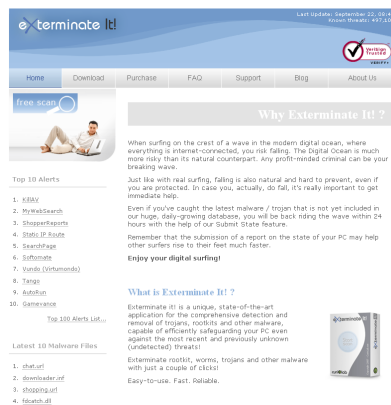 Last Update: September 22, 08:4
Known threats: 497,10
exterminate it!
VeriSign
Trusted
VERIFY
Home Download Purchase FAQ Support Blog About Us
free scan
Why Exterminate It! ?
When surfing on the crest of a wave in the modern digital ocean, where
everything is internet-connected, you risk falling. The Digital Ocean is much
more risky than its natural counterpart. Any profit-minded criminal can be your
breaking wave.
Just like with real surfing, falling is also natural and hard to prevent, even if
you are protected. In case you, actually, do fall, it's really important to get
immediate help.
Even if you've caught the latest malware / trojan that is not yet included in
our huge, daily-growing database, you will be back riding the wave within 24
hours with the help of our Submit State feature.
Remember that the submission of a report on the state of your PC may help
other surfers rise to their feet much faster.
Enjoy your digital surfing!
Top 10 Alerts
1. KillAV
2. MyWebSearch
3. ShopperReports
4. Static IP Route
5. SearchPage
6. Softomate
7. Vundo (Virtumondo)
8. Tango
9. AutoRun
10. Gamevance
Top 100 Alerts List...
Latest 10 Malware Files
1. chat.url
2. downloader.inf
3. shopping.url
4. fdcatch.dll
What is Exterminate It! ?
Exterminate it! is a unique, state-of-the-art
application for the comprehensive detection and
removal of trojans, rootkits and other malware,
capable of efficiently safeguarding your PC even
against the most recent and previously unknown
(undetected) threats!
Exterminate rootkit, worms, trojans and other malware
with just a couple of clicks!
Easy-to-use. Fast. Reliable.
exterminate it!